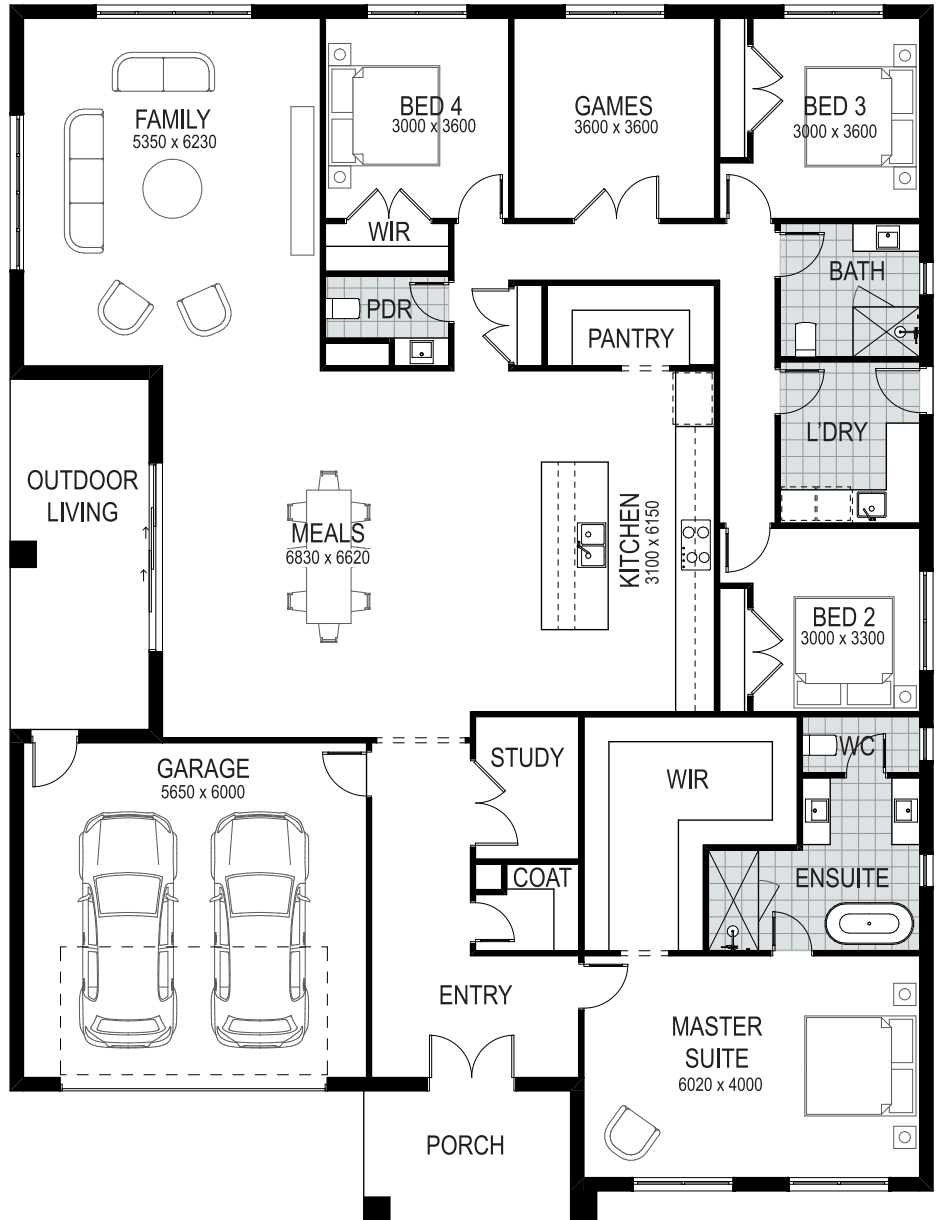 FAMILY
5350 x 6230
BED 4
3000 x 3600
GAMES
3600 x 3600
BED 3
3000 x 3600
WIR
PDR
PANTRY
BATH
L'DRY
OUTDOOR
LIVING
MEALS
6830 x 6620
KITCHEN
3100 x 6150
BED 2
3000 x 3300
GARAGE
5650 x 6000
STUDY
WIR
WC
COAT
ENSUITE
ENTRY
MASTER
SUITE
6020 x 4000
PORCH